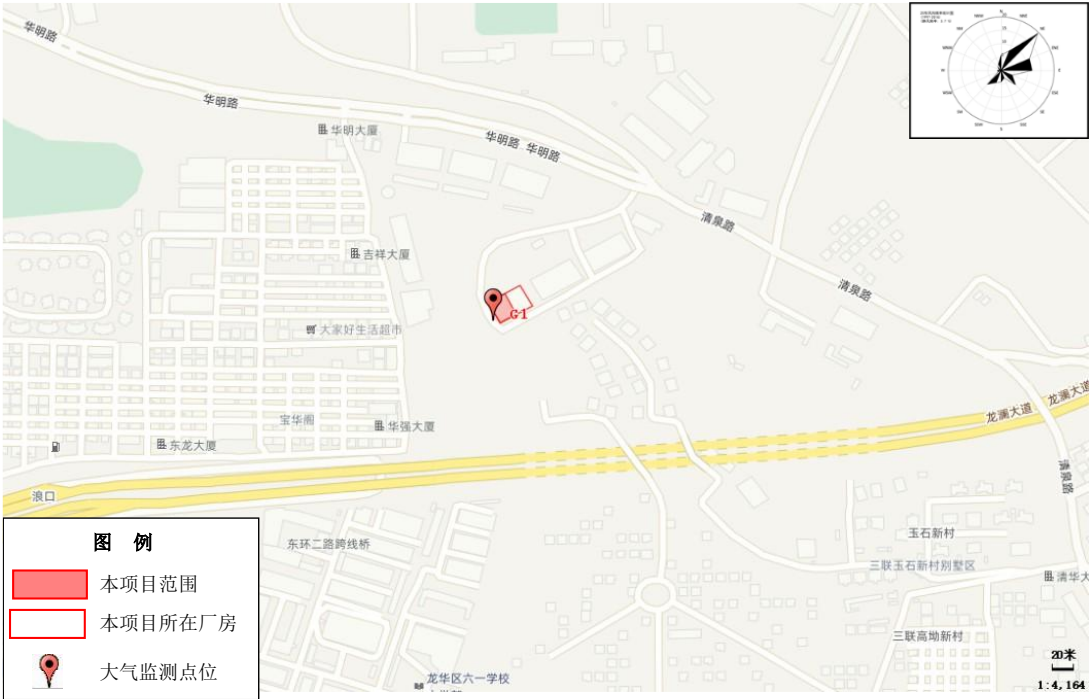 华明路
华明路
华明大厦
华明路 华明路
N
清泉路
吉祥大厦
清泉路
G1
大家好生活超市
龙澜大道
龙澜大道
宝华阁
华强大厦
东龙大厦
清泉路
浪口
玉石新村
东环二路跨线桥
三联玉石新村别墅区
清华大
三联高坳新村
龙华区六一学校
20米
1:4,164
图 例
本项目范围
本项目所在厂房
大气监测点位